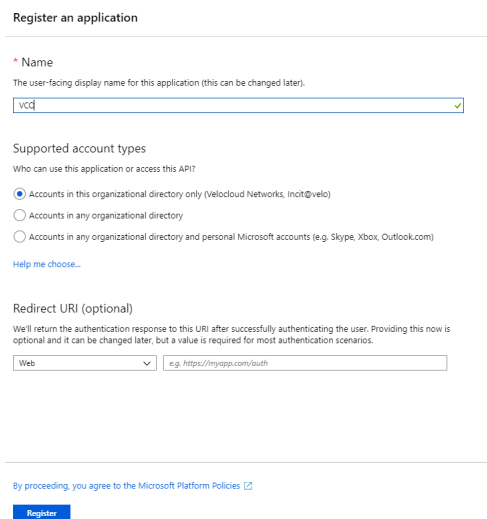 Register an application
* Name
The user-facing display name for this application (this can be changed later).
VCO
Supported account types
Who can use this application or access this API?
Accounts in this organizational directory only (Velocloud Networks, Incit@velo)
Accounts in any organizational directory
Accounts in any organizational directory and personal Microsoft accounts (e.g. Skype, Xbox, Outlook.com)
Help me choose...
Redirect URI (optional)
We'll return the authentication response to this URI after successfully authenticating the user. Providing this now is
optional and it can be changed later, but a value is required for most authentication scenarios.
Web
e.g. https://myapp.com/auth
By proceeding, you agree to the Microsoft Platform Policies
Register